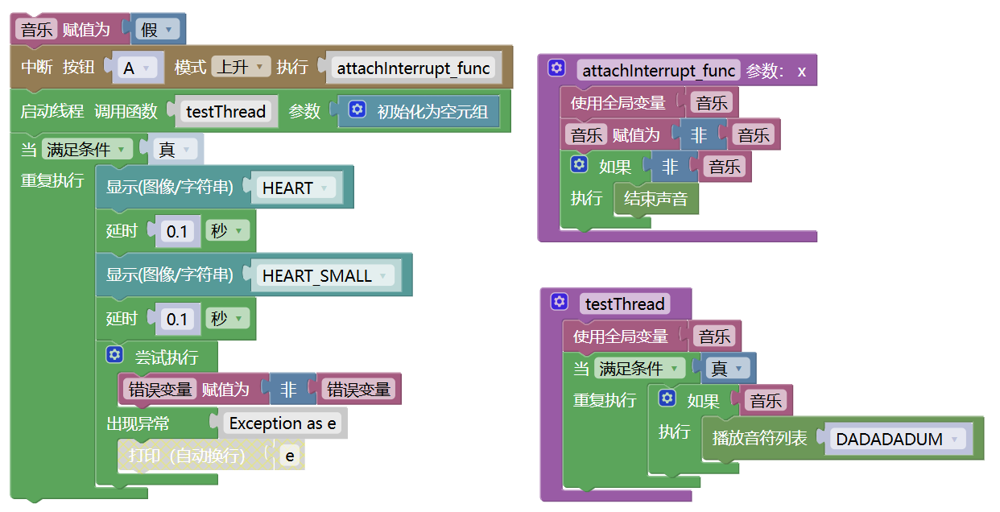 音乐 赋值为 假
中断 按钮 A 模式 上升 执行 attachInterrupt_func
启动线程 调用函数 testThread 参数 初始化为空元组
当 满足条件 真
重复执行
显示(图像/字符串) HEART
延时 0.1 秒
显示(图像/字符串) HEART_SMALL
延时 0.1 秒
尝试执行
错误变量 赋值为 非 错误变量
出现异常 Exception as e
打印（自动换行） e
attachInterrupt_func 参数: x
使用全局变量 音乐
音乐 赋值为 非 音乐
如果 非 音乐
执行 结束声音
testThread
使用全局变量 音乐
当 满足条件 真
重复执行 如果 音乐
执行 播放音符列表 DADADADUM